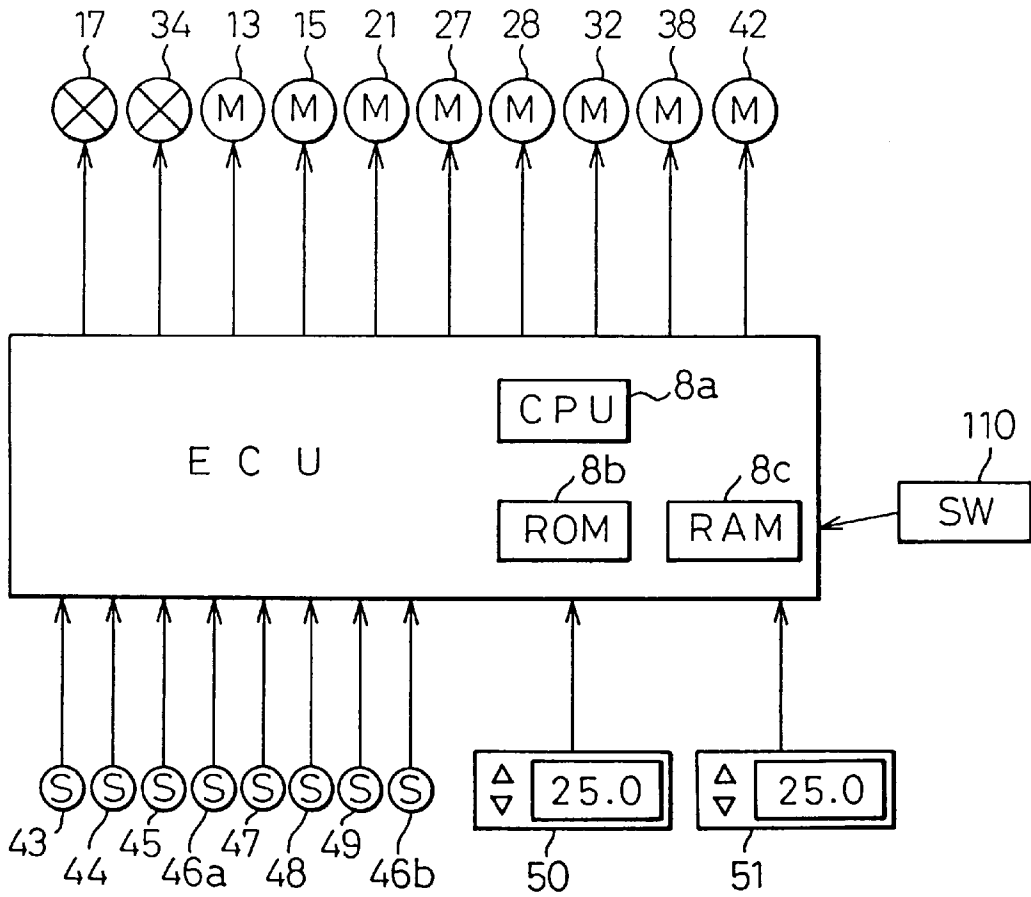 17 34 13 15 21 27 28 32 38 42
M M M M M M M M
CPU 8a
ECU
110
8b 8c
SW
ROM RAM
S S S S S S S S
25.0 25.0
43 45 47 49
44 46a 48 46b 50 51